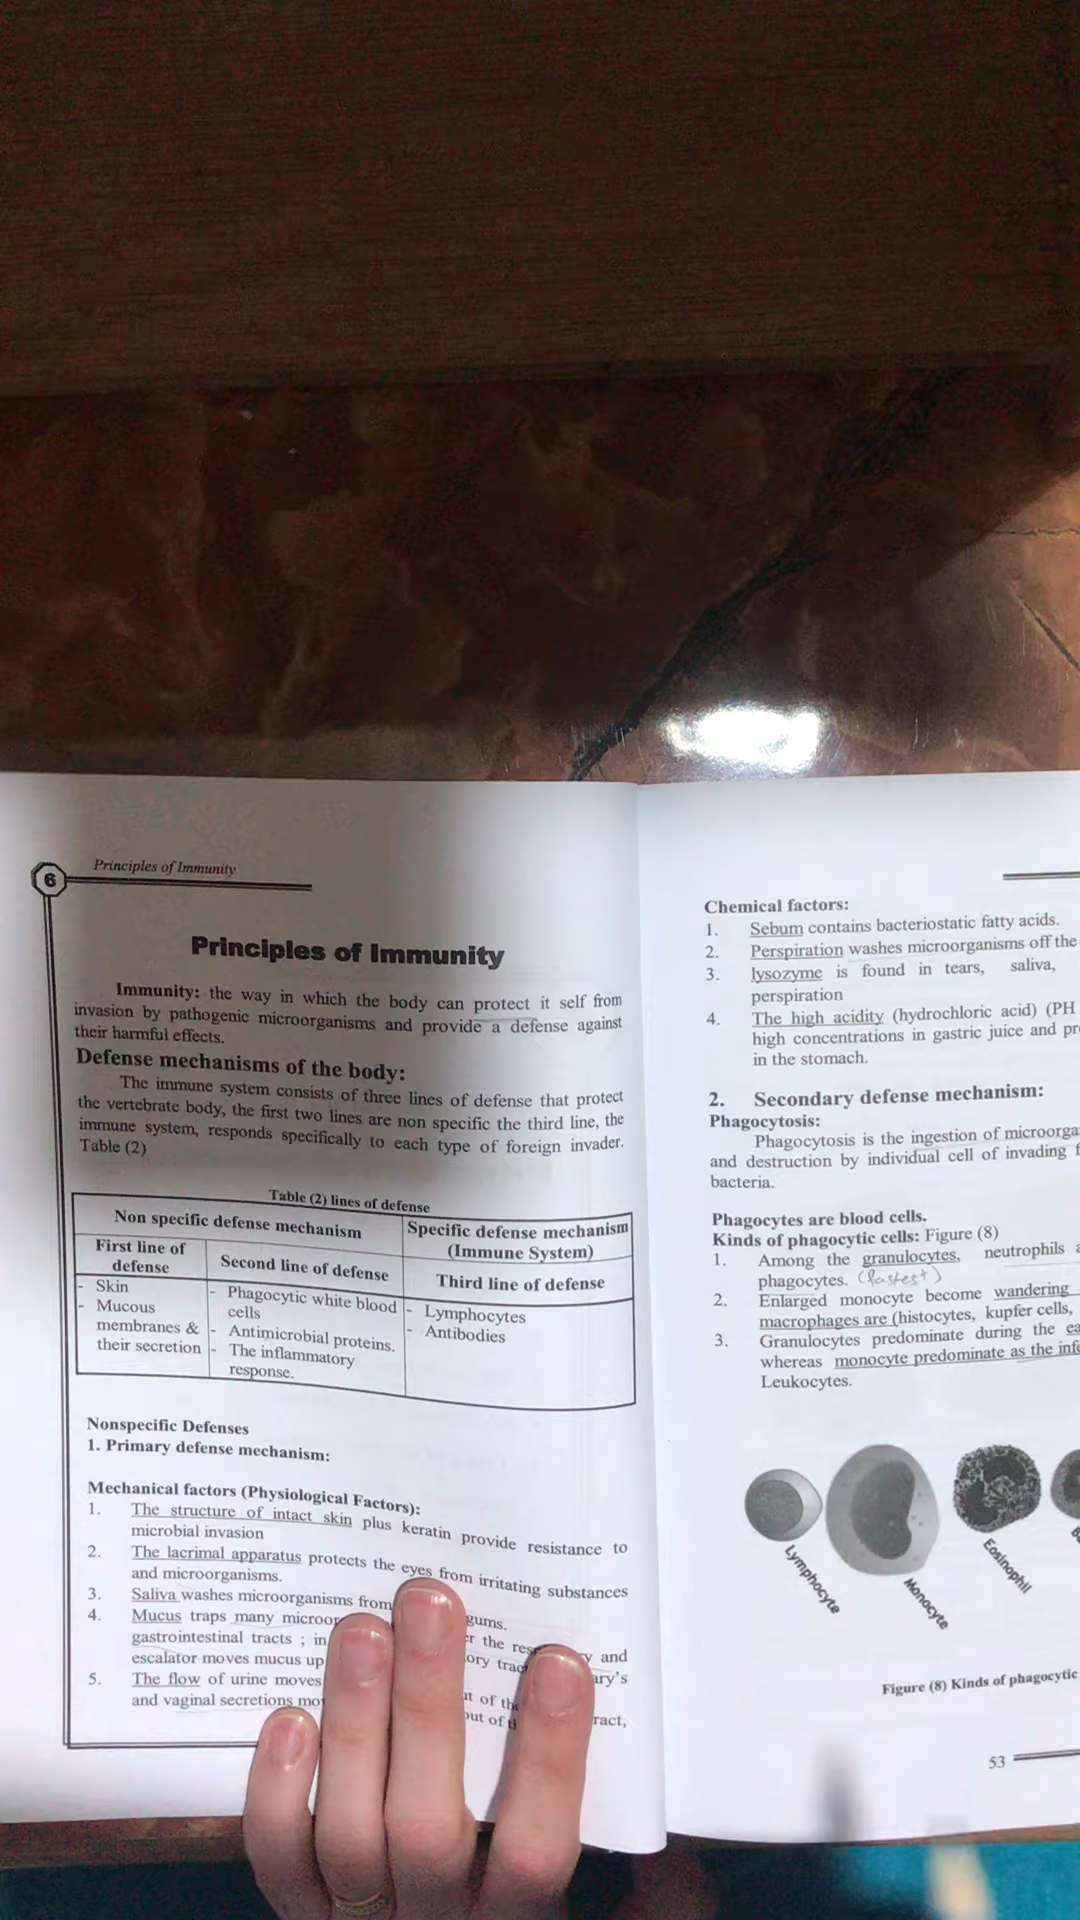 6
Principles of Immunity
Principles of Immunity
Immunity: the way in which the body can protect it self from
invasion by pathogenic microorganisms and provide a defense against
their harmful effects.
Defense mechanisms of the body:
The immune system consists of three lines of defense that protect
the vertebrate body, the first two lines are non specific the third line, the
immune system, responds specifically to each type of foreign invader.
Table (2)
Table (2) lines of defense
Non specific defense mechanism
Specific defense mechanism
(Immune System)
First line of
defense
Second line of defense
Third line of defense
- Skin
- Mucous
membranes &
their secretion
- Phagocytic white blood
cells
- Antimicrobial proteins.
- The inflammatory
response.
- Lymphocytes
- Antibodies
Nonspecific Defenses
1. Primary defense mechanism:
Mechanical factors (Physiological Factors):
1. The structure of intact skin plus keratin provide resistance to
microbial invasion
2. The lacrimal apparatus protects the eyes from irritating substances
and microorganisms.
3. Saliva washes microorganisms from gums.
4. Mucus traps many the and
gastrointestinal tracts ; in
escalator moves mucus up
5. The flow of urine moves of
and vaginal secretions of
Chemical factors:
1. Sebum contains bacteriostatic fatty acids.
2. Perspiration washes microorganisms off the
3. lysozyme is found in tears, saliva,
perspiration
4. The high acidity (hydrochloric acid) (PH
high concentrations in gastric juice and
in the stomach.
2. Secondary defense mechanism:
Phagocytosis:
Phagocytosis is the ingestion of
and destruction by individual cell of invading
bacteria.
Phagocytes are blood cells.
Kinds of phagocytic cells: Figure (8)
1. Among the granulocytes, neutrophils
phagocytes. (fastest)
2. Enlarged monocyte become wandering
macrophages are (histocytes, kupfer cells,
3. Granulocytes predominate during the
whereas monocyte predominate as the
Leukocytes.
Lymphocyte
Monocyte
Eosinophil
Figure (8) Kinds of phagocytic
53